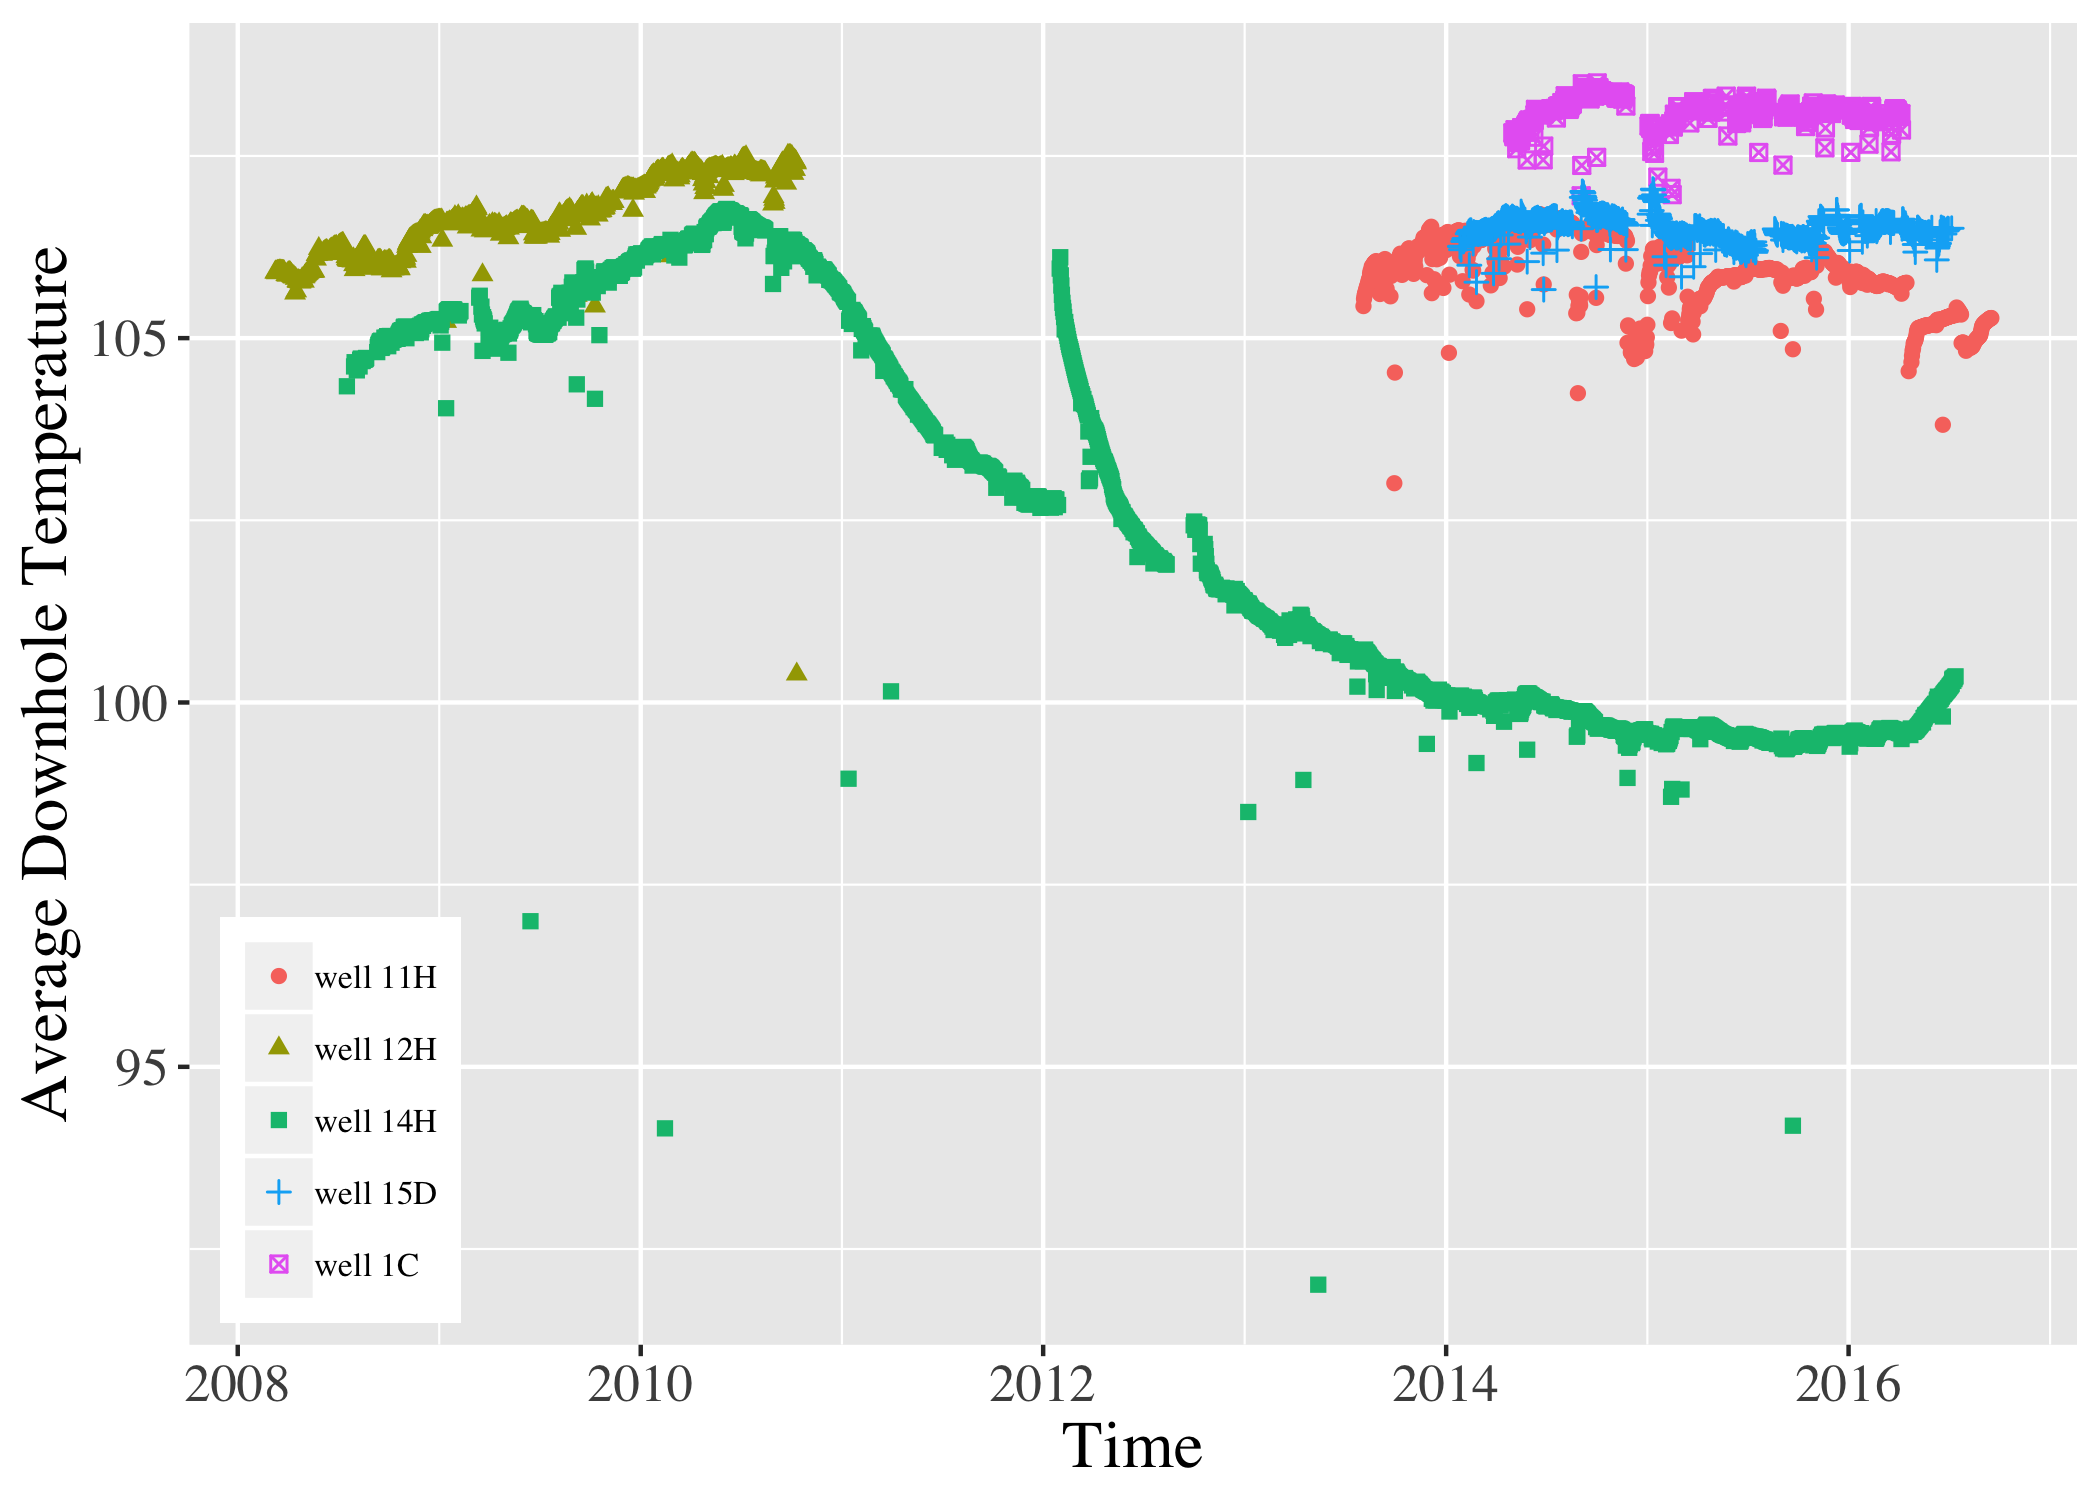 Average Downhole Temperature
105
100
95
well 11H
well 12H
well 14H
well 15D
well 1C
2008 2010 2012 2014 2016
Time